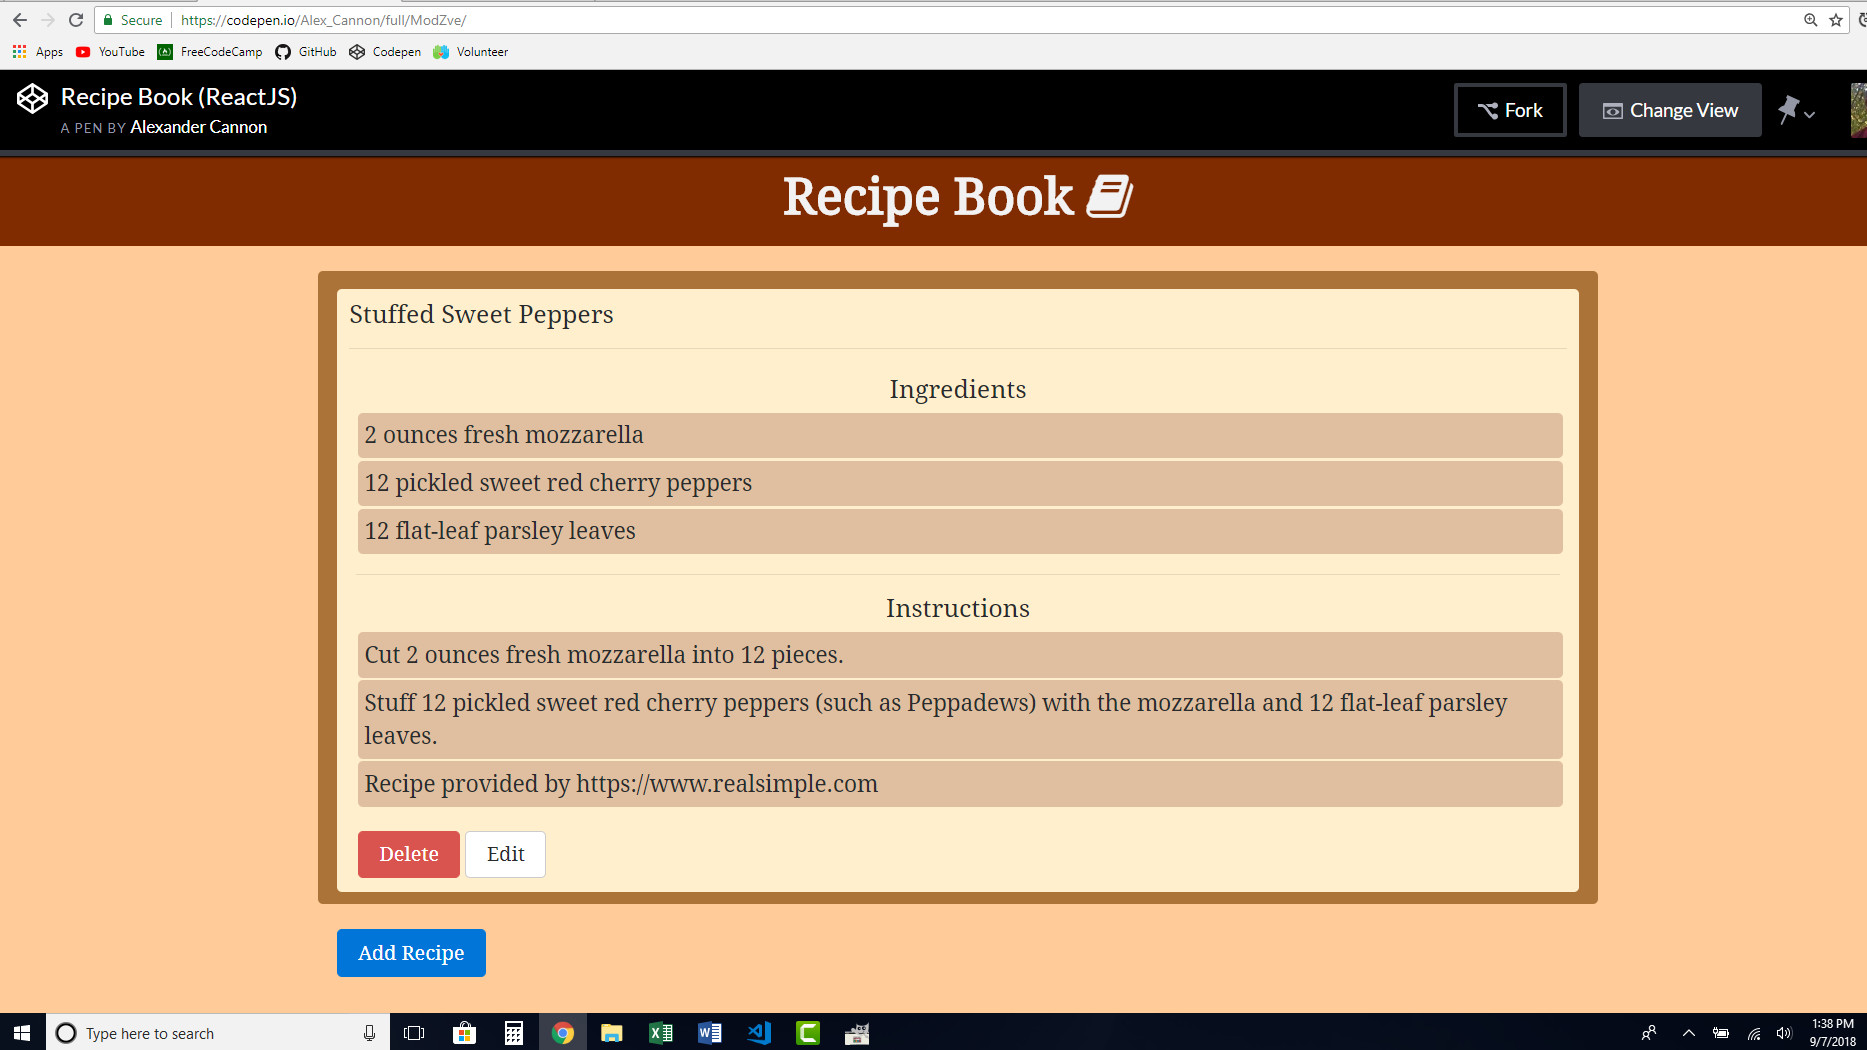 Secure https://codepen.io/Alex_Cannon/full/ModZve/
Apps YouTube FreeCodeCamp GitHub Codepen Volunteer
Recipe Book (ReactJS)
A PEN BY Alexander Cannon
Fork Change View
Recipe Book
Stuffed Sweet Peppers
Ingredients
2 ounces fresh mozzarella
12 pickled sweet red cherry peppers
12 flat-leaf parsley leaves
Instructions
Cut 2 ounces fresh mozzarella into 12 pieces.
Stuff 12 pickled sweet red cherry peppers (such as Peppadews) with the mozzarella and 12 flat-leaf parsley
leaves.
Recipe provided by https://www.realsimple.com
Delete Edit
Add Recipe
Type here to search
1:38 PM
9/7/2018